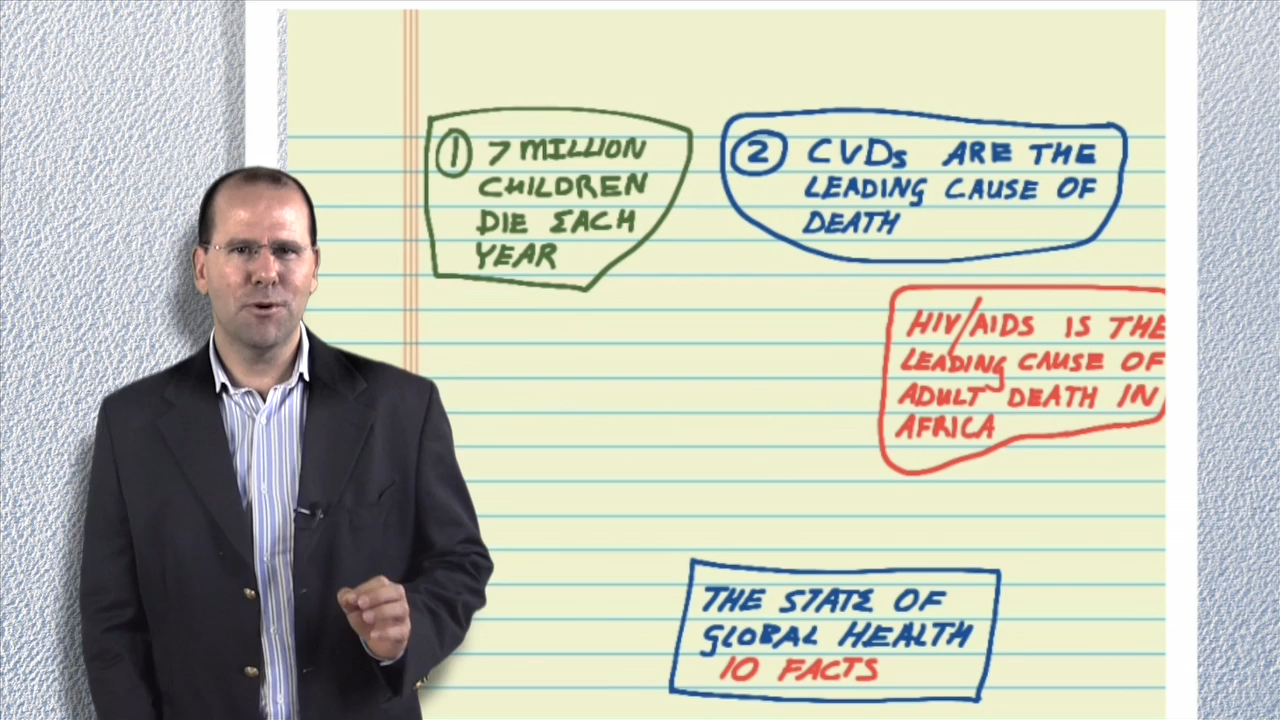 1 7 MILLION
CHILDREN
DIE EACH
YEAR
2 CVDs ARE THE
LEADING CAUSE OF
DEATH
HIV/AIDS IS THE
LEADING CAUSE OF
ADULT DEATH IN
AFRICA
THE STATE OF
GLOBAL HEALTH
10 FACTS